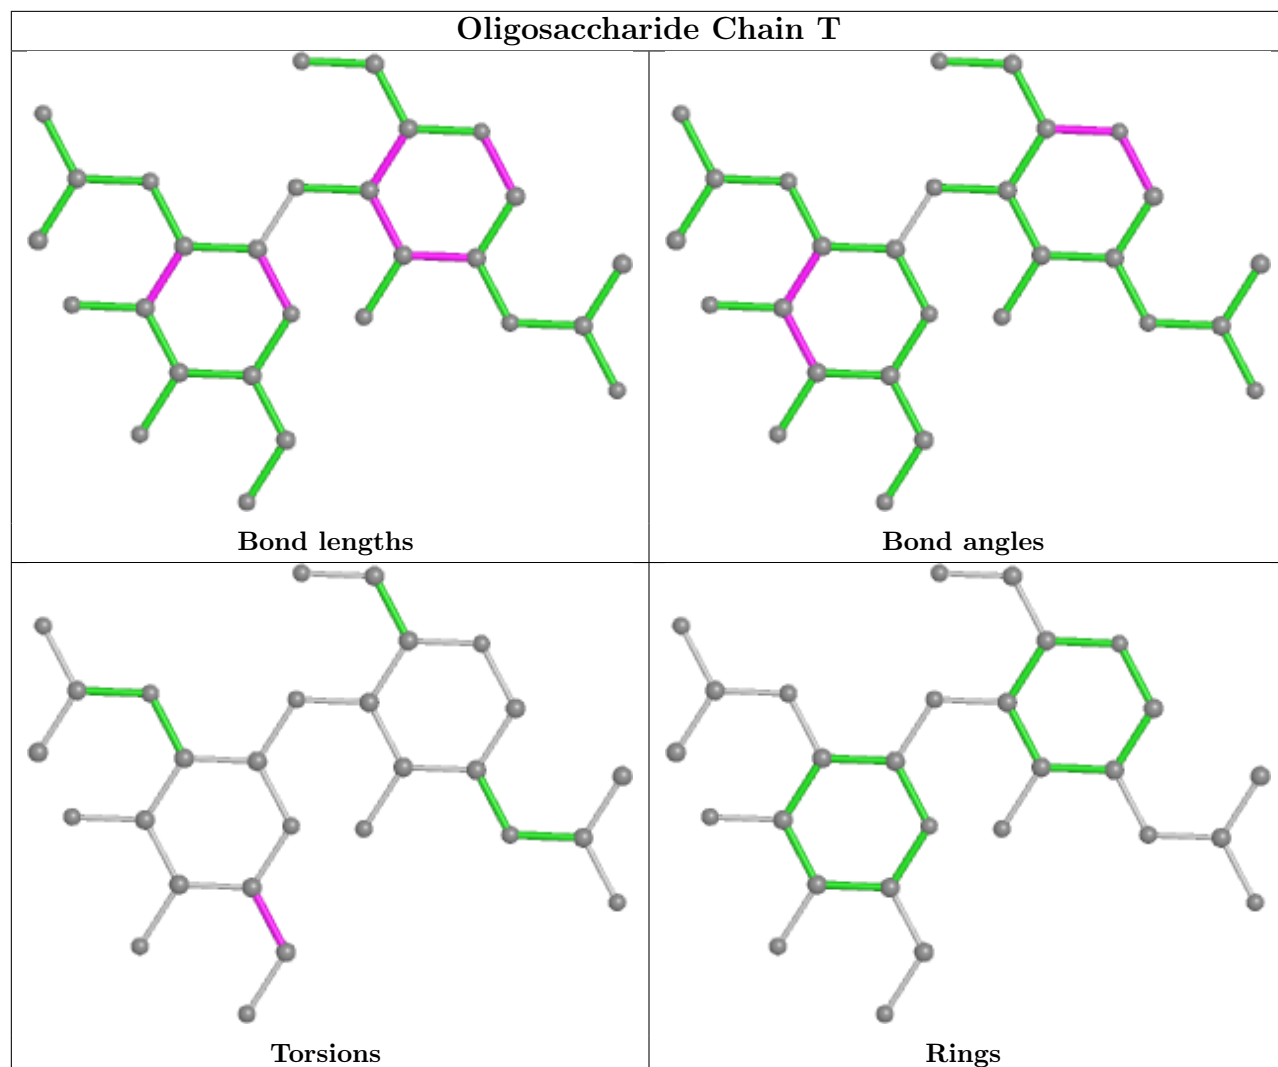 Oligosaccharide Chain T
Bond lengths
Bond angles
Torsions
Rings